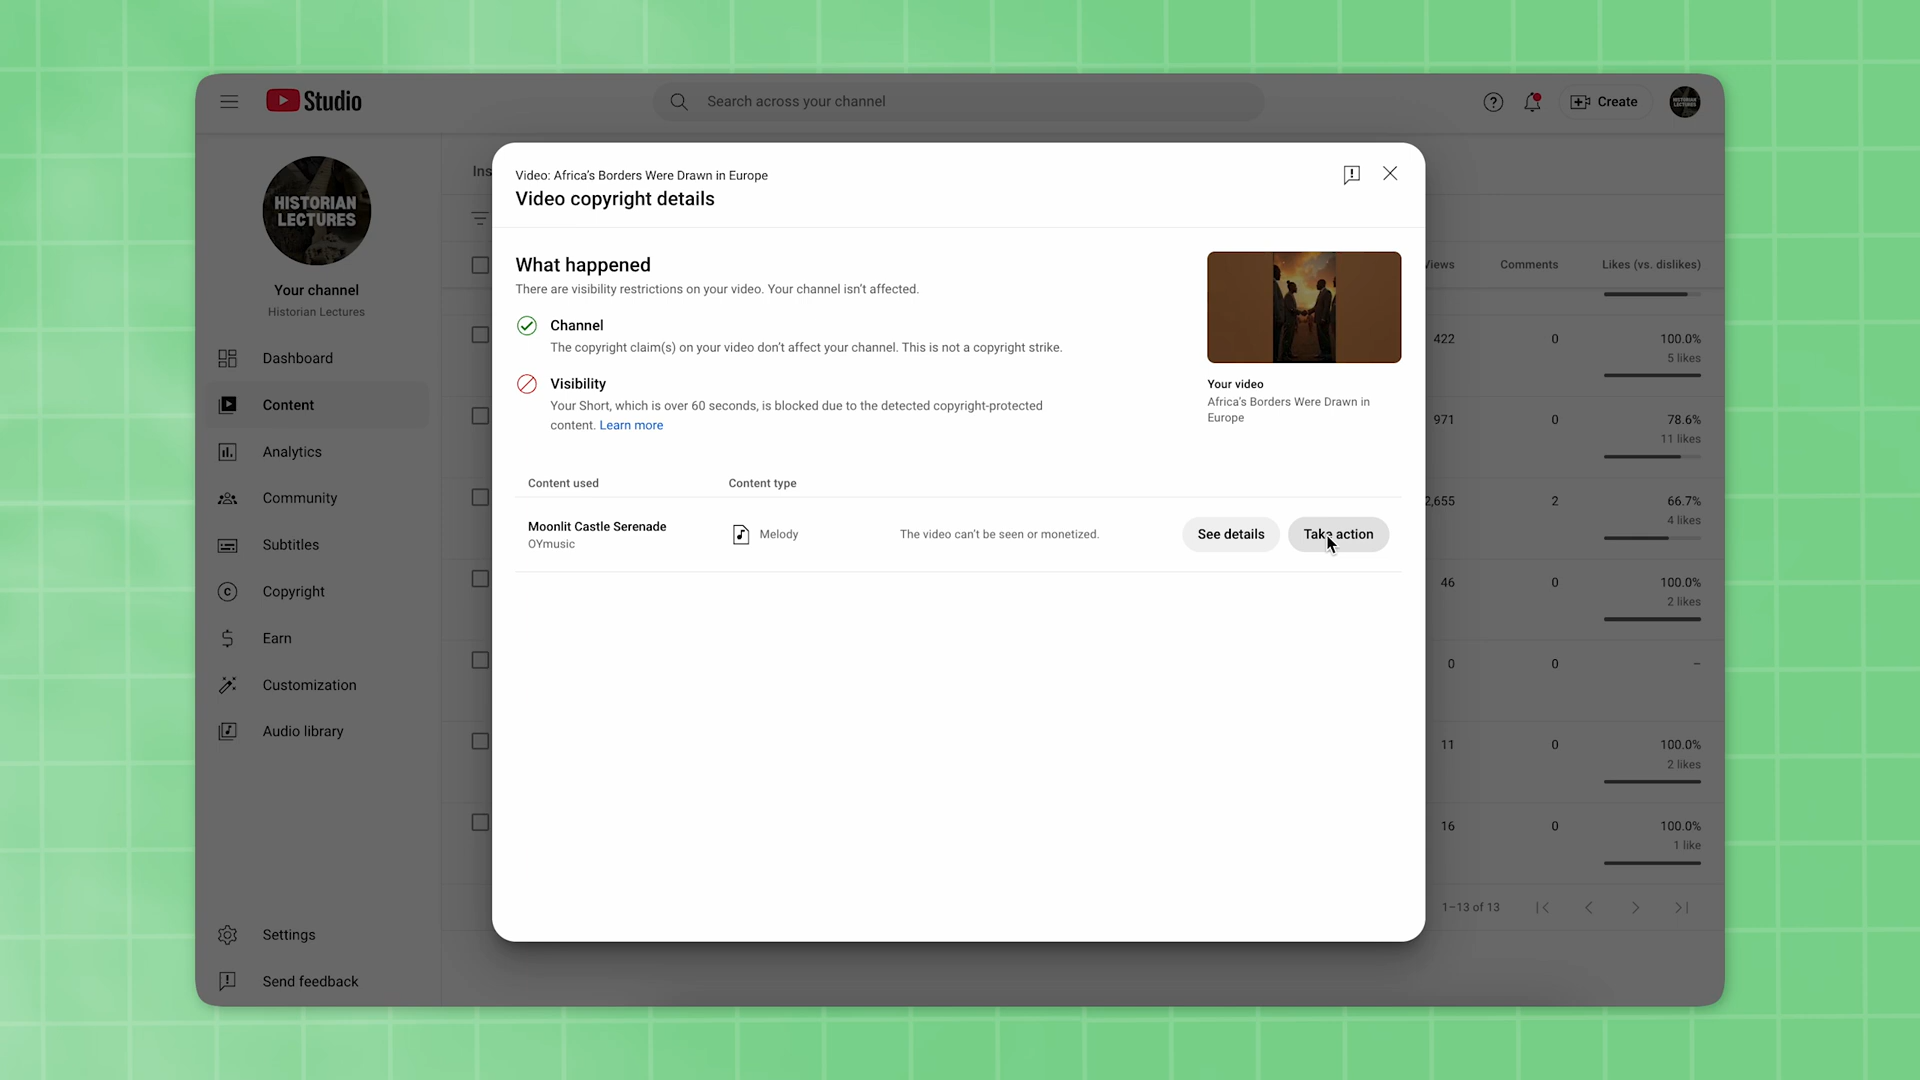 Studio
Search across your channel
Create
HISTORIAN
LECTURES
HISTORIAN
LECTURES
Your channel
Historian Lectures
Dashboard
Content
Analytics
Community
Subtitles
Copyright
Earn
Customization
Audio library
Settings
Send feedback
Ins
Video: Africa's Borders Were Drawn in Europe
Video copyright details
What happened
There are visibility restrictions on your video. Your channel isn't affected.
Channel
The copyright claim(s) on your video don't affect your channel. This is not a copyright strike.
Visibility
Your Short, which is over 60 seconds, is blocked due to the detected copyright-protected
content. Learn more
Your video
Africa's Borders Were Drawn in
Europe
Content used Content type
Moonlit Castle Serenade
OYmusic
Melody
The video can't be seen or monetized.
See details
Take action
Views Comments Likes (vs. dislikes)
422 0 100.0%
5 likes
971 0 78.6%
11 likes
2,655 2 66.7%
4 likes
46 0 100.0%
2 likes
0 0 –
11 0 100.0%
2 likes
16 0 100.0%
1 like
1–13 of 13